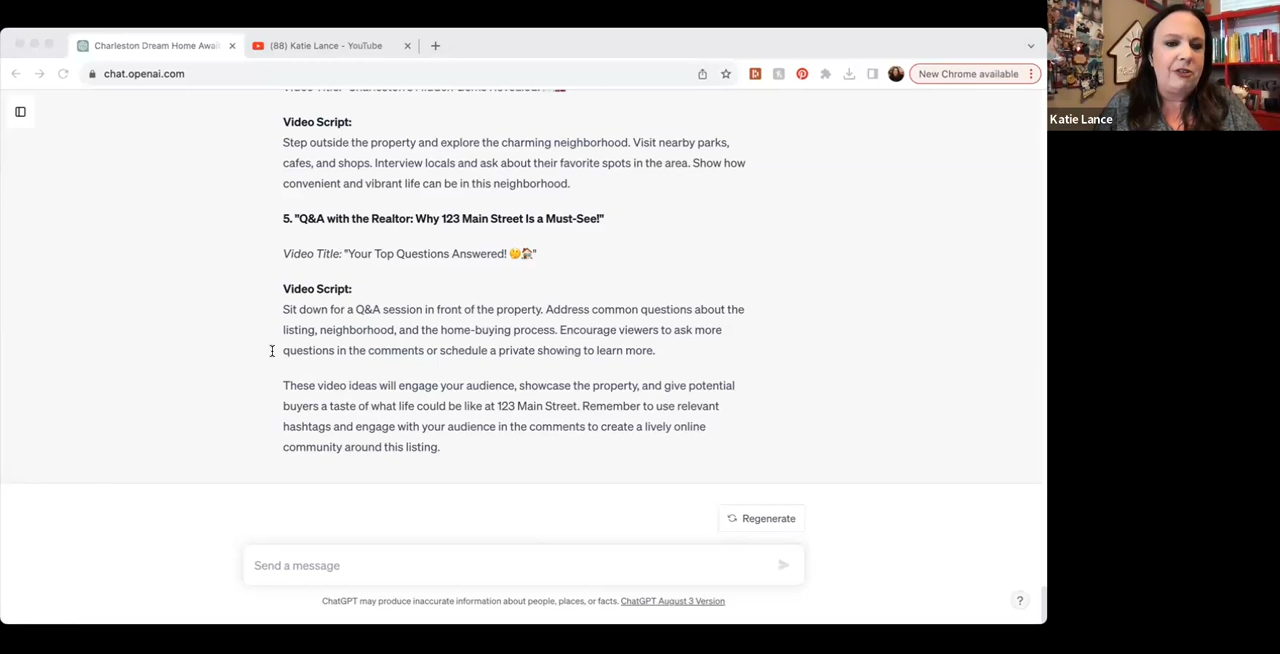 Charleston Dream Home Await
(88) Katie Lance - YouTube
chat.openai.com
New Chrome available
Katie Lance
Video Title: "Charleston's Hidden Gems Revealed!
Video Script:
Step outside the property and explore the charming neighborhood. Visit nearby parks,
cafes, and shops. Interview locals and ask about their favorite spots in the area. Show how
convenient and vibrant life can be in this neighborhood.
5. "Q&A with the Realtor: Why 123 Main Street Is a Must-See!"
Video Title: "Your Top Questions Answered! 🤔🏠"
Video Script:
Sit down for a Q&A session in front of the property. Address common questions about the
listing, neighborhood, and the home-buying process. Encourage viewers to ask more
questions in the comments or schedule a private showing to learn more.
These video ideas will engage your audience, showcase the property, and give potential
buyers a taste of what life could be like at 123 Main Street. Remember to use relevant
hashtags and engage with your audience in the comments to create a lively online
community around this listing.
Regenerate
Send a message
ChatGPT may produce inaccurate information about people, places, or facts. ChatGPT August 3 Version
?